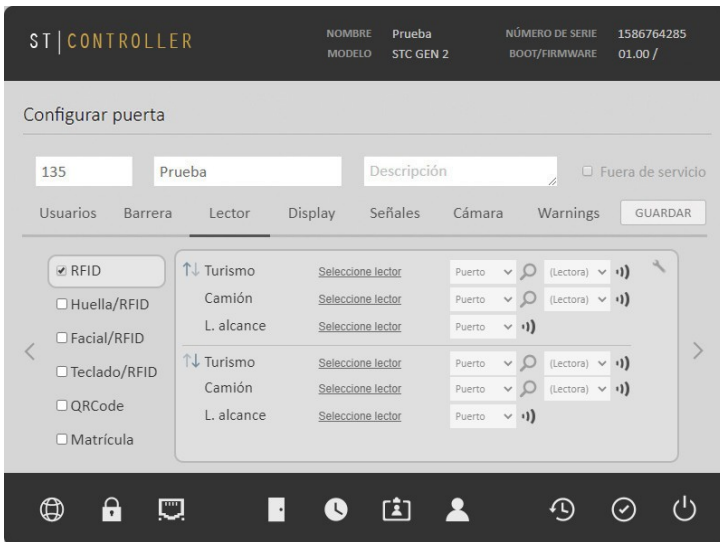 ST|CONTROLLER
NOMBRE Prueba NÚMERO DE SERIE 1586764285
MODELO STC GEN 2 BOOT/FIRMWARE 01.00 /
Configurar puerta
135 Prueba Descripción Fuera de servicio
Usuarios Barrera Lector Display Señales Cámara Warnings GUARDAR
RFID
Huella/RFID
Facial/RFID
Teclado/RFID
QRCode
Matrícula
Turismo Seleccione lector Puerto (Lectora)
Camión Seleccione lector Puerto (Lectora)
L. alcance Seleccione lector Puerto
Turismo Seleccione lector Puerto (Lectora)
Camión Seleccione lector Puerto (Lectora)
L. alcance Seleccione lector Puerto